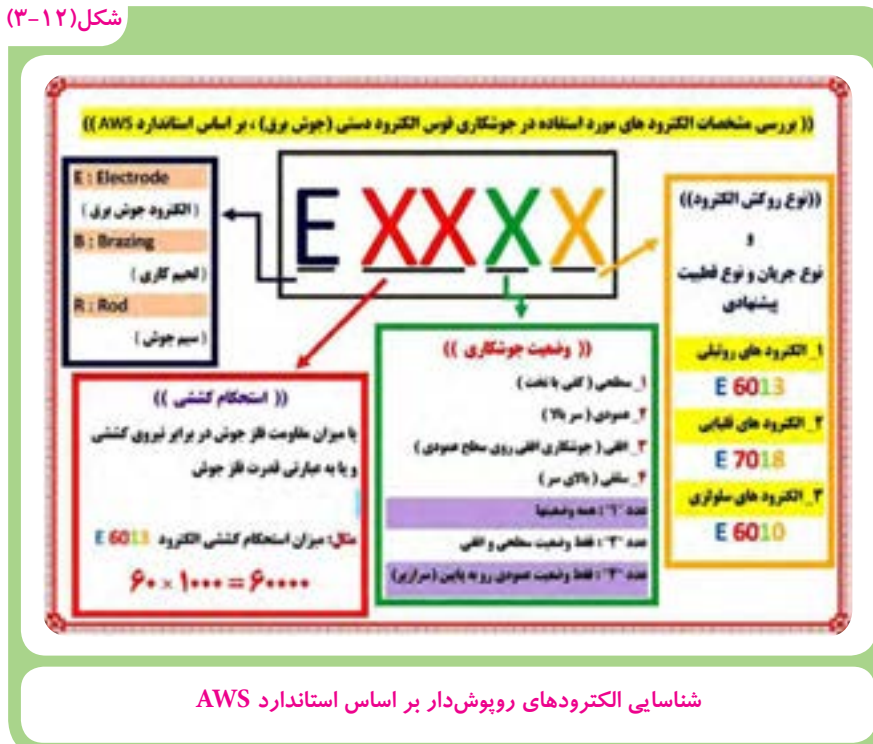 شکل(۱۲-۳)
(( بررسی مشخصات الکترود های مورد استفاده در جوشکاری قوس الکترود دستی (جوش برق) ، بر اساس استاندارد AWS ))
E XXXX
E : Electrode
( الکترود جوش برق )
B : Brazing
( لحیم کاری )
R : Rod
( سیم جوش )
((نوع روکش الکترود))
و
نوع جریان و نوع قطبیت
پیشنهادی
۱_ الکترود های روتیلی
E 6013
۲_ الکترود های قلیایی
E 7018
۳_ الکترود های سلولزی
E 6010
(( وضعیت جوشکاری ))
۱_ سطحی ( کفی یا تخت )
۲_ عمودی ( سر بالا )
۳_ افقی ( جوشکاری افقی روی سطح عمودی )
۴_ سقفی ( بالای سر )
عدد "۱" : همه وضعیتها
عدد "۲" : فقط وضعیت سطحی و افقی
عدد "۴" : فقط وضعیت عمودی رو به پایین (سرازیر)
(( استحکام کششی ))
یا میزان مقاومت فلز جوش در برابر نیروی کششی
و یا به عبارتی قدرت فلز جوش
مثال: میزان استحکام کششی الکترود E 6013
۶۰ × ۱۰۰۰ = ۶۰۰۰۰
شناسایی الکترودهای روپوش‌دار بر اساس استاندارد AWS